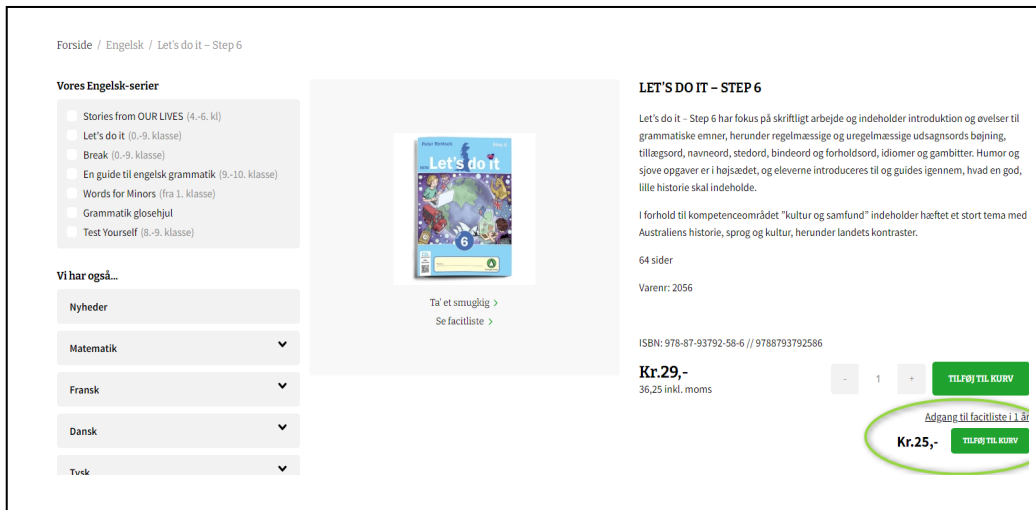 Forside / Engelsk / Let's do it – Step 6
Vores Engelsk-serier
Stories from OUR LIVES (4.-6. kl)
Let's do it (0.-9. klasse)
Break (0.-9. klasse)
En guide til engelsk grammatik (9.-10. klasse)
Words for Minors (fra 1. klasse)
Grammatik glosehjul
Test Yourself (8.-9. klasse)
Vi har også...
Nyheder
Matematik
Fransk
Dansk
Tysk
Let's do it
6
Ta' et smugkig >
Se facitliste >
LET'S DO IT – STEP 6
Let's do it – Step 6 har fokus på skriftligt arbejde og indeholder introduktion og øvelser til
grammatiske emner, herunder regelmæssige og uregelmæssige udsagnsords bøjning,
tillægsord, navneord, stedord, bindeord og forholdsord, idiomer og gambitter. Humor og
sjove opgaver er i højsædet, og eleverne introduceres til og guides igennem, hvad en god,
lille historie skal indeholde.
I forhold til kompetenceområdet "kultur og samfund" indeholder hæftet et stort tema med
Australiens historie, sprog og kultur, herunder landets kontraster.
64 sider
Varenr: 2056
ISBN: 978-87-93792-58-6 // 9788793792586
Kr.29,-
36,25 inkl. moms
- 1 +
TILFØJ TIL KURV
Adgang til facitliste i 1 år
Kr.25,-
TILFØJ TIL KURV